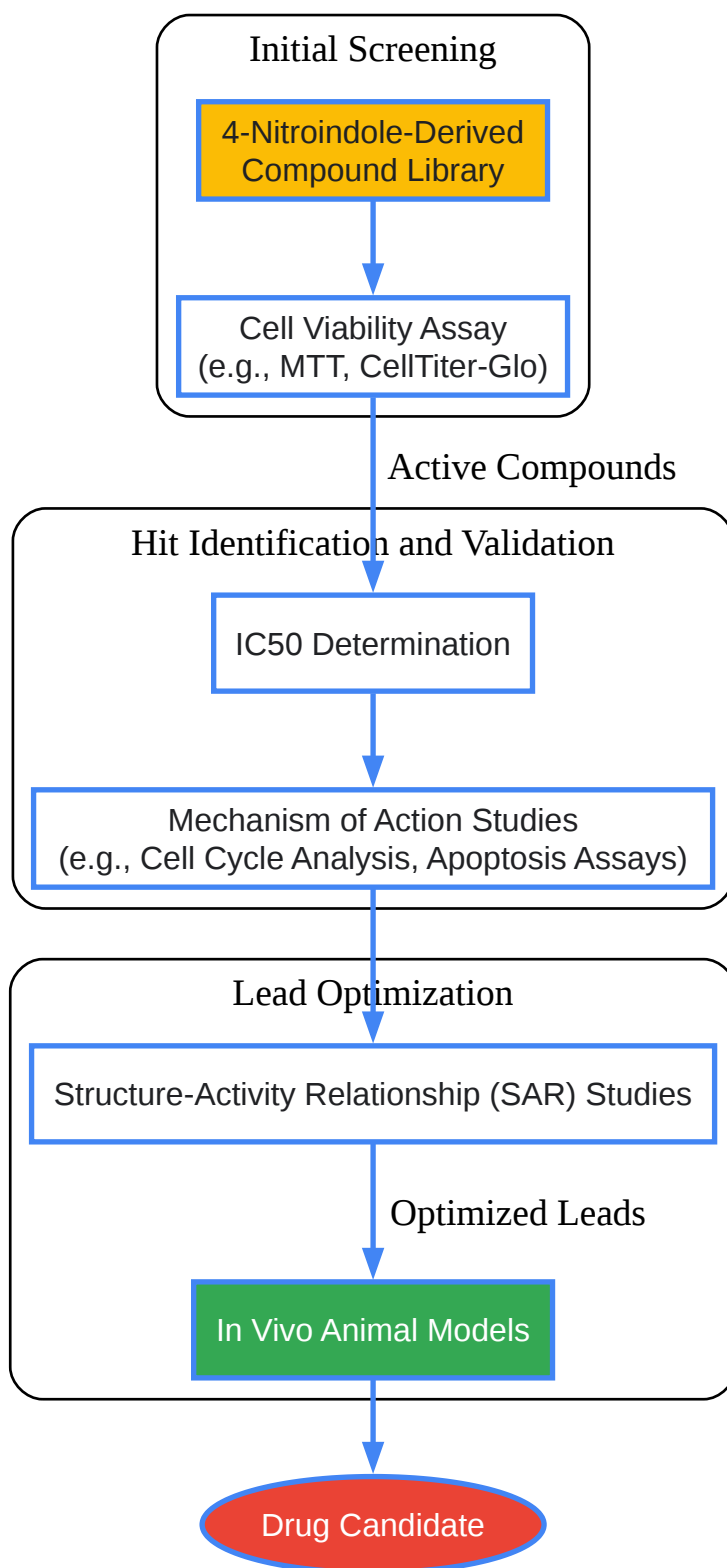 Initial Screening
4-Nitroindole-Derived
Compound Library
Cell Viability Assay
(e.g., MTT, CellTiter-Glo)
Active Compounds
Hit Identification and Validation
IC50 Determination
Mechanism of Action Studies
(e.g., Cell Cycle Analysis, Apoptosis Assays)
Lead Optimization
Structure-Activity Relationship (SAR) Studies
Optimized Leads
In Vivo Animal Models
Drug Candidate